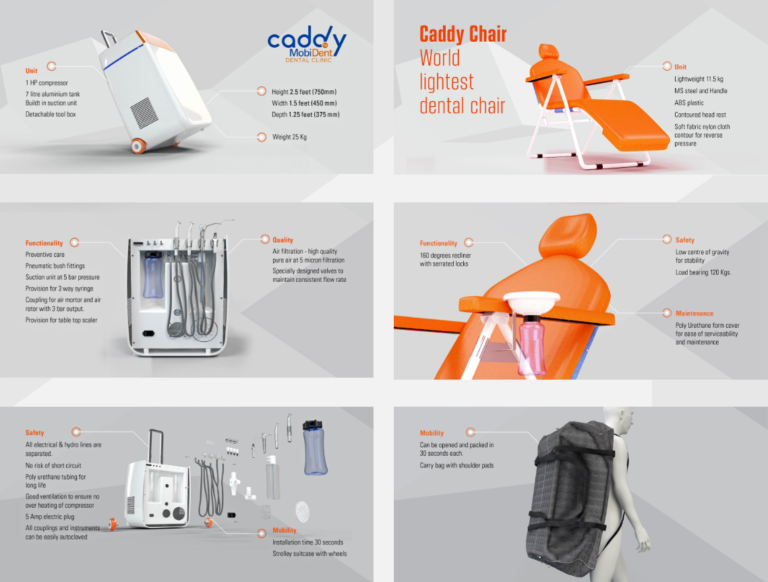 Unit
1 HP compressor
7 litre aluminium tank
Buildt in suction unit
Detachable tool box
caddy
by
MobiDent
DENTAL CLINIC
Height 2.5 feet (750mm)
Width 1.5 feet (450 mm)
Depth 1.25 feet (375 mm)
Weight 25 Kg
Caddy Chair
World
lightest
dental chair
Unit
Lightweight 11.5 kg
MS steel and Handle
ABS plastic
Contoured head rest
Soft fabric nylon cloth
contour for reverse
pressure
Functionality
Preventive care
Pneumatic bush fittings
Suction unit at 5 bar pressure
Provision for 3 way syringe
Coupling for air mortor and air
rotor with 3 bar output.
Provision for table top scaler
Quality
Air filtration - high quality
pure air at 5 micron filtration
Specially designed valves to
maintain consistent flow rate
Functionality
160 degrees recliner
with serrated locks
Safety
Low centre of gravity
for stability
Load bearing 120 Kgs
Maintenance
Poly Urethane form cover
for ease of serviceability
and maintenance
Safety
All electrical & hydro lines are
separated.
No risk of short circuit
Poly urethane tubing for
long life
Good ventilation to ensure no
over heating of compressor
5 Amp electric plug
All couplings and instruments
can be easily autoclaved
Mobility
Installation time 30 seconds
Strolley suitcase with wheels
Mobility
Can be opened and packed in
30 seconds each.
Carry bag with shoulder pads